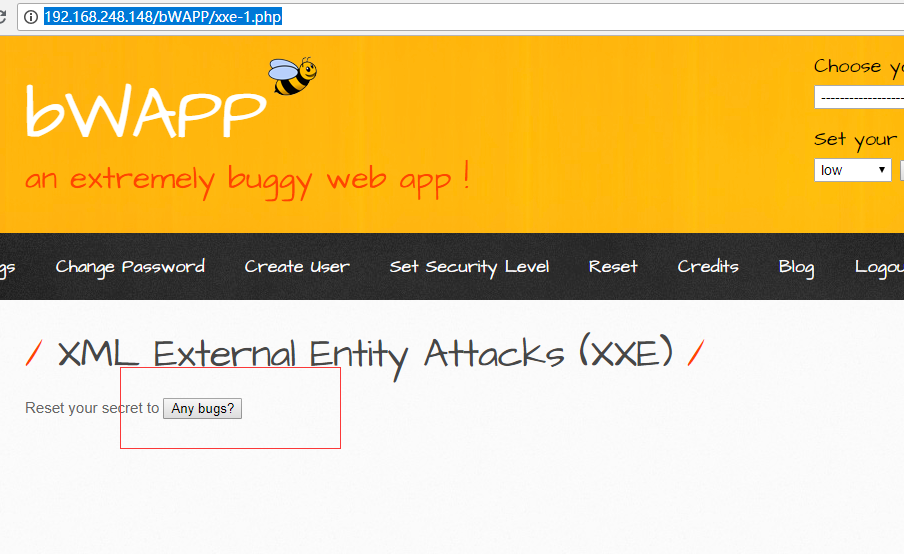 192.168.248.148/bWAPP/xxe-1.php
bWAPP
an extremely buggy web app !
Choose yo
--------------------
Set your
low
gs Change Password Create User Set Security Level Reset Credits Blog Logou
/ XML External Entity Attacks (XXE) /
Reset your secret to Any bugs?